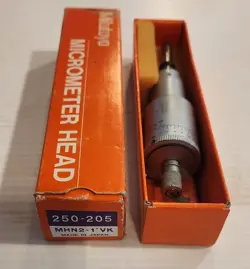 Mitutoyo
MICROMETER HEAD
250-205
MHN2-1"VK
MADE IN JAPAN